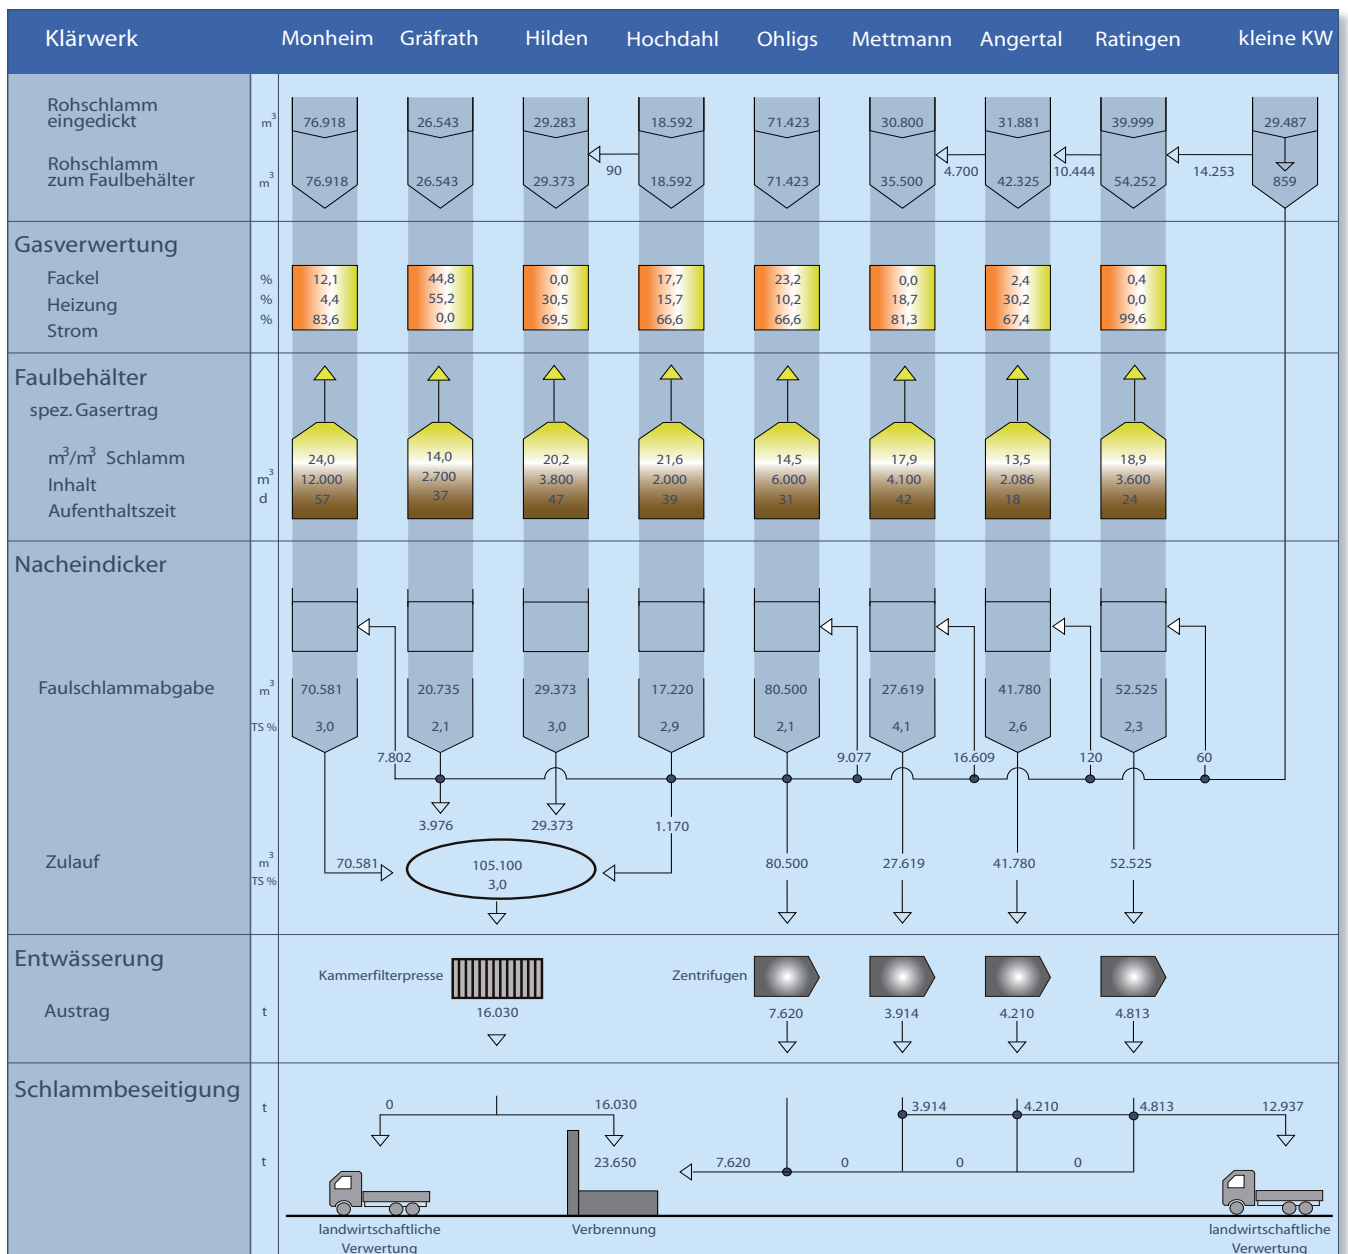 Klärwerk Monheim Gräfrath Hilden Hochdahl Ohligs Mettmann Angertal Ratingen kleine KW
Rohschlamm
eingedickt m³ 76.918 26.543 29.283 18.592 71.423 30.800 31.881 39.999 29.487
90 4.700 10.444 14.253
Rohschlamm
zum Faulbehälter m³ 76.918 26.543 29.373 18.592 71.423 35.500 42.325 54.252 859
Gasverwertung
Fackel % 12,1 44,8 0,0 17,7 23,2 0,0 2,4 0,4
Heizung % 4,4 55,2 30,5 15,7 10,2 18,7 30,2 0,0
Strom % 83,6 0,0 69,5 66,6 66,6 81,3 67,4 99,6
Faulbehälter
spez. Gasertrag
m³/m³ Schlamm 24,0 14,0 20,2 21,6 14,5 17,9 13,5 18,9
Inhalt m³ 12.000 2.700 3.800 2.000 6.000 4.100 2.086 3.600
Aufenthaltszeit d 57 37 47 39 31 42 18 24
Nacheindicker
Faulschlammabgabe m³ 70.581 20.735 29.373 17.220 80.500 27.619 41.780 52.525
TS % 3,0 2,1 3,0 2,9 2,1 4,1 2,6 2,3
7.802 9.077 16.609 120 60
3.976 29.373 1.170
Zulauf m³ 70.581 105.100 80.500 27.619 41.780 52.525
TS % 3,0
Entwässerung
Kammerfilterpresse Zentrifugen
Austrag t 16.030 7.620 3.914 4.210 4.813
Schlammbeseitigung
t 0 16.030 3.914 4.210 4.813 12.937
t 23.650 7.620 0 0 0
landwirtschaftliche Verbrennung landwirtschaftliche
Verwertung Verwertung